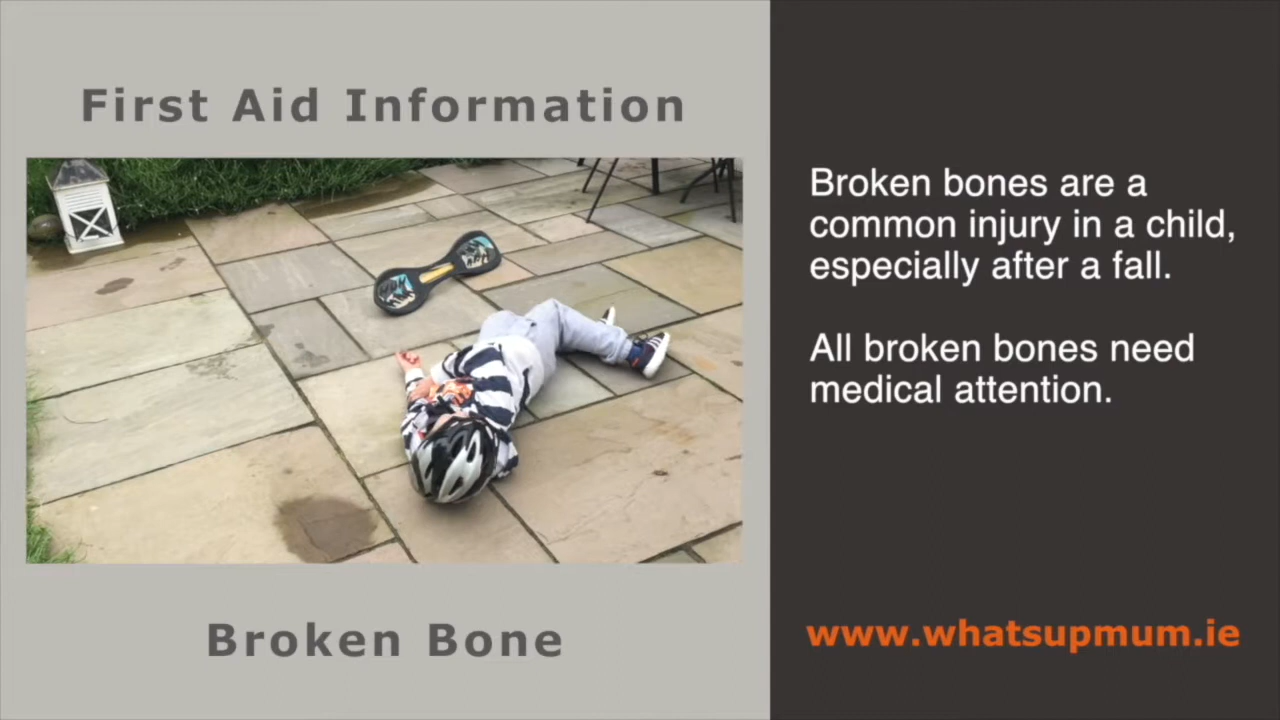 First Aid Information
Broken Bone
Broken bones are a
common injury in a child,
especially after a fall.
All broken bones need
medical attention.
www.whatsupmum.ie